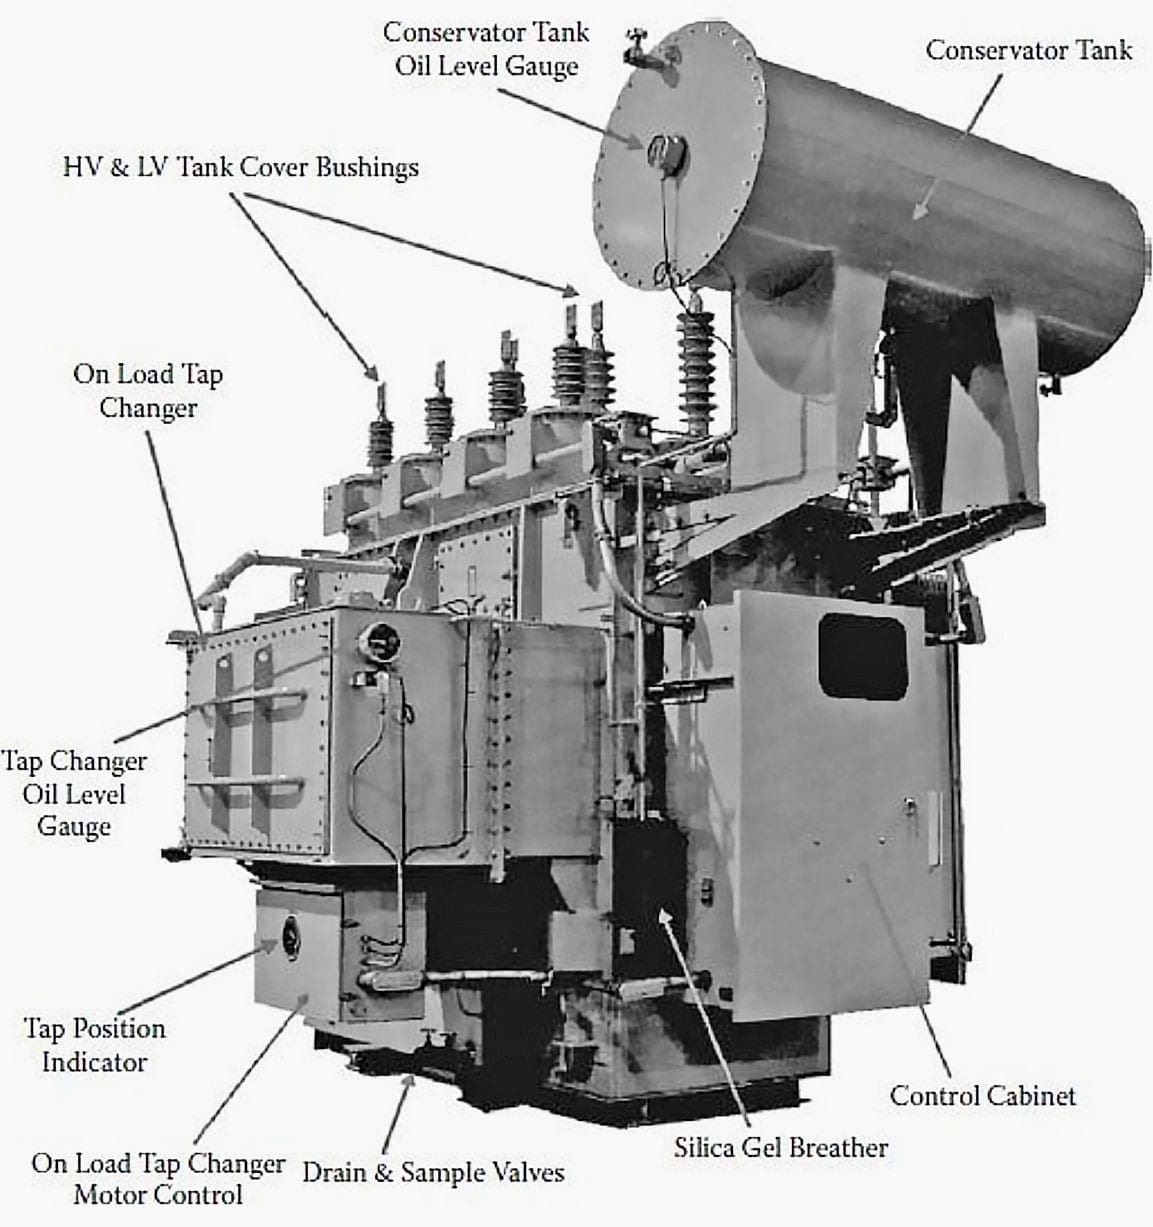 Conservator Tank
Oil Level Gauge
Conservator Tank
HV & LV Tank Cover Bushings
On Load Tap
Changer
Tap Changer
Oil Level
Gauge
Tap Position
Indicator
Control Cabinet
Silica Gel Breather
On Load Tap Changer
Motor Control
Drain & Sample Valves